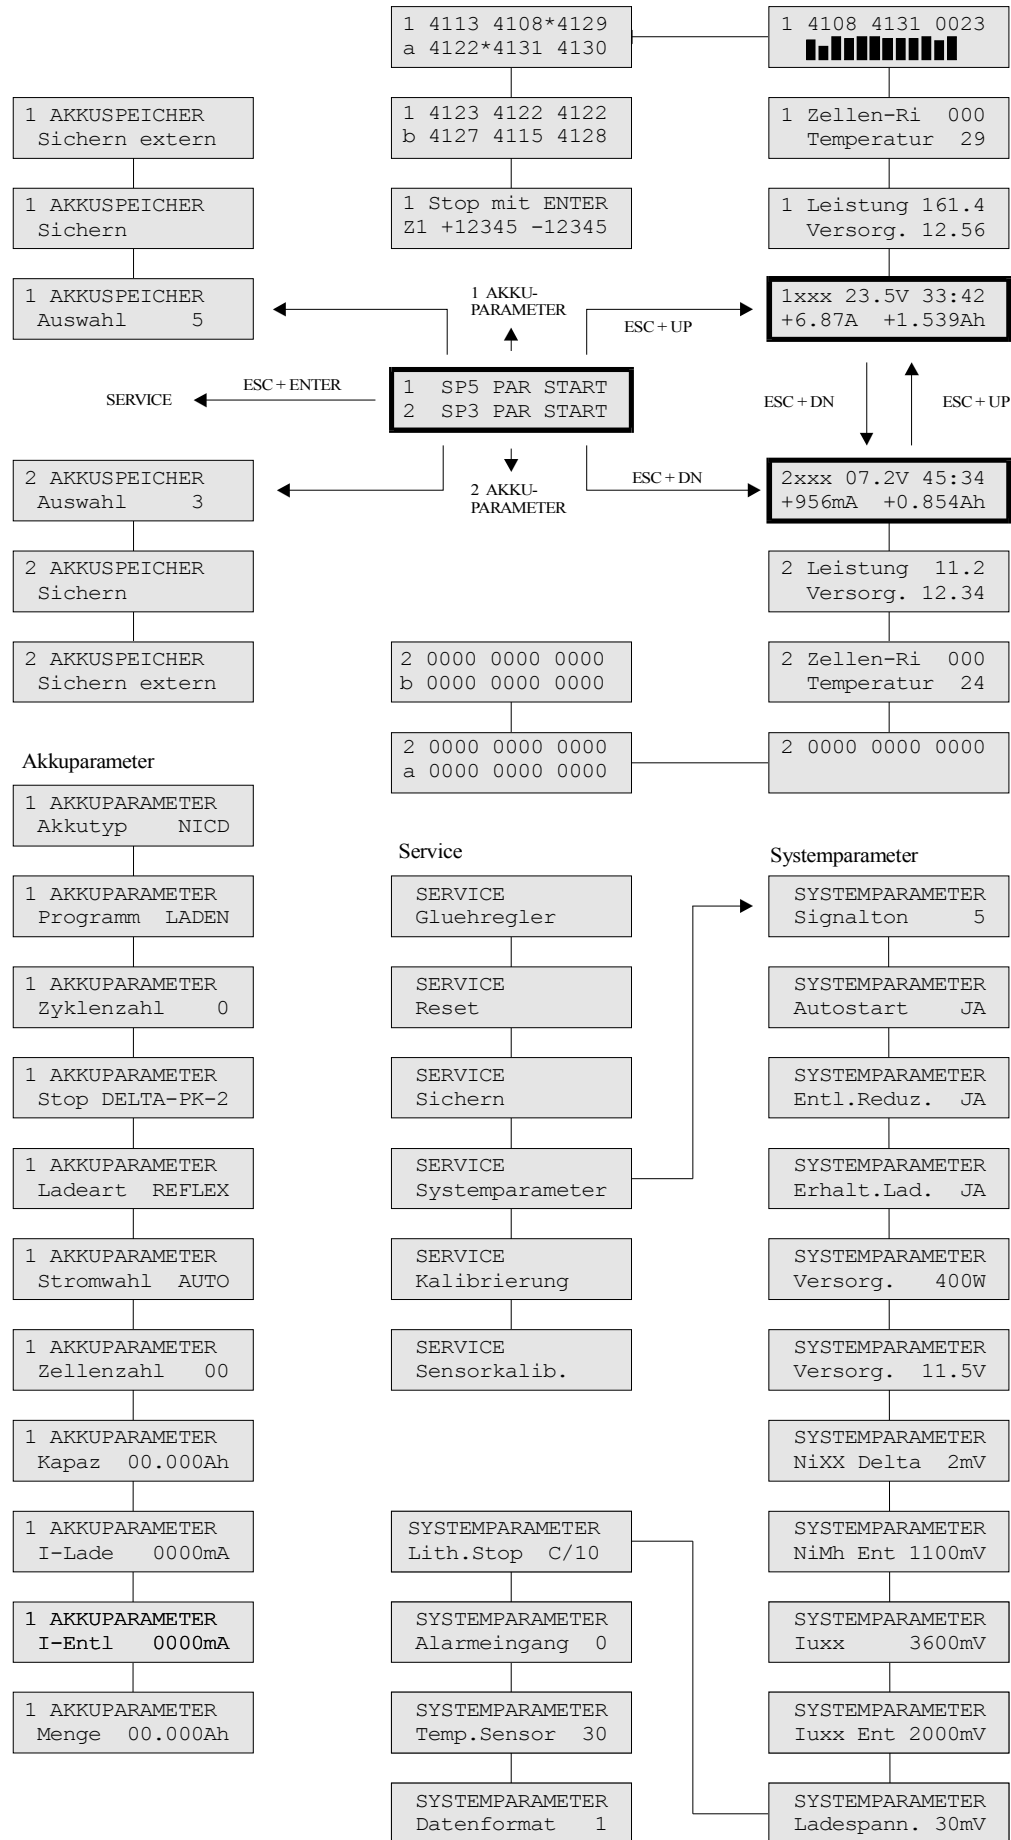 1 4113 4108*4129
a 4122*4131 4130
1 4108 4131 0023
1 AKKUSPEICHER
Sichern extern
1 4123 4122 4122
b 4127 4115 4128
1 Zellen-Ri 000
Temperatur 29
1 AKKUSPEICHER
Sichern
1 Stop mit ENTER
Z1 +12345 -12345
1 Leistung 161.4
Versorg. 12.56
1 AKKUSPEICHER
Auswahl 5
1 AKKU-
PARAMETER
ESC + UP
1xxx 23.5V 33:42
+6.87A +1.539Ah
SERVICE
ESC + ENTER
1 SP5 PAR START
2 SP3 PAR START
ESC + DN
ESC + UP
2 AKKUSPEICHER
Auswahl 3
2 AKKU-
PARAMETER
ESC + DN
2xxx 07.2V 45:34
+956mA +0.854Ah
2 AKKUSPEICHER
Sichern
2 Leistung 11.2
Versorg. 12.34
2 AKKUSPEICHER
Sichern extern
2 0000 0000 0000
b 0000 0000 0000
2 Zellen-Ri 000
Temperatur 24
2 0000 0000 0000
a 0000 0000 0000
2 0000 0000 0000
Akkuparameter
1 AKKUPARAMETER
Akkutyp NICD
1 AKKUPARAMETER
Programm LADEN
1 AKKUPARAMETER
Zyklenzahl 0
1 AKKUPARAMETER
Stop DELTA-PK-2
1 AKKUPARAMETER
Ladeart REFLEX
1 AKKUPARAMETER
Stromwahl AUTO
1 AKKUPARAMETER
Zellenzahl 00
1 AKKUPARAMETER
Kapaz 00.000Ah
1 AKKUPARAMETER
I-Lade 0000mA
1 AKKUPARAMETER
I-Entl 0000mA
1 AKKUPARAMETER
Menge 00.000Ah
Service
SERVICE
Gluehregler
SERVICE
Reset
SERVICE
Sichern
SERVICE
Systemparameter
SERVICE
Kalibrierung
SERVICE
Sensorkalib.
Systemparameter
SYSTEMPARAMETER
Signalton 5
SYSTEMPARAMETER
Autostart JA
SYSTEMPARAMETER
Entl.Reduz. JA
SYSTEMPARAMETER
Erhalt.Lad. JA
SYSTEMPARAMETER
Versorg. 400W
SYSTEMPARAMETER
Versorg. 11.5V
SYSTEMPARAMETER
NiXX Delta 2mV
SYSTEMPARAMETER
NiMh Ent 1100mV
SYSTEMPARAMETER
Iuxx 3600mV
SYSTEMPARAMETER
Iuxx Ent 2000mV
SYSTEMPARAMETER
Ladespann. 30mV
SYSTEMPARAMETER
Lith.Stop C/10
SYSTEMPARAMETER
Alarmeingang 0
SYSTEMPARAMETER
Temp.Sensor 30
SYSTEMPARAMETER
Datenformat 1